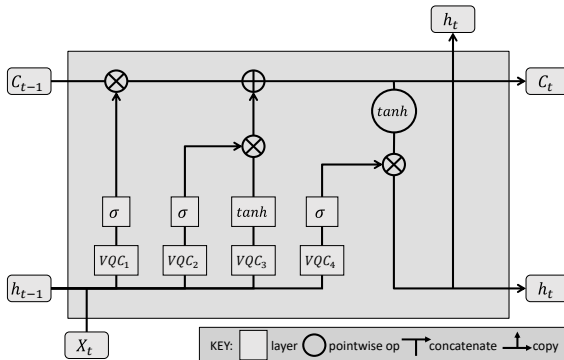 h_t
C_{t-1}
C_t
tanh
σ
σ
tanh
σ
VQC_1
VQC_2
VQC_3
VQC_4
h_{t-1}
h_t
X_t
KEY: layer pointwise op concatenate copy